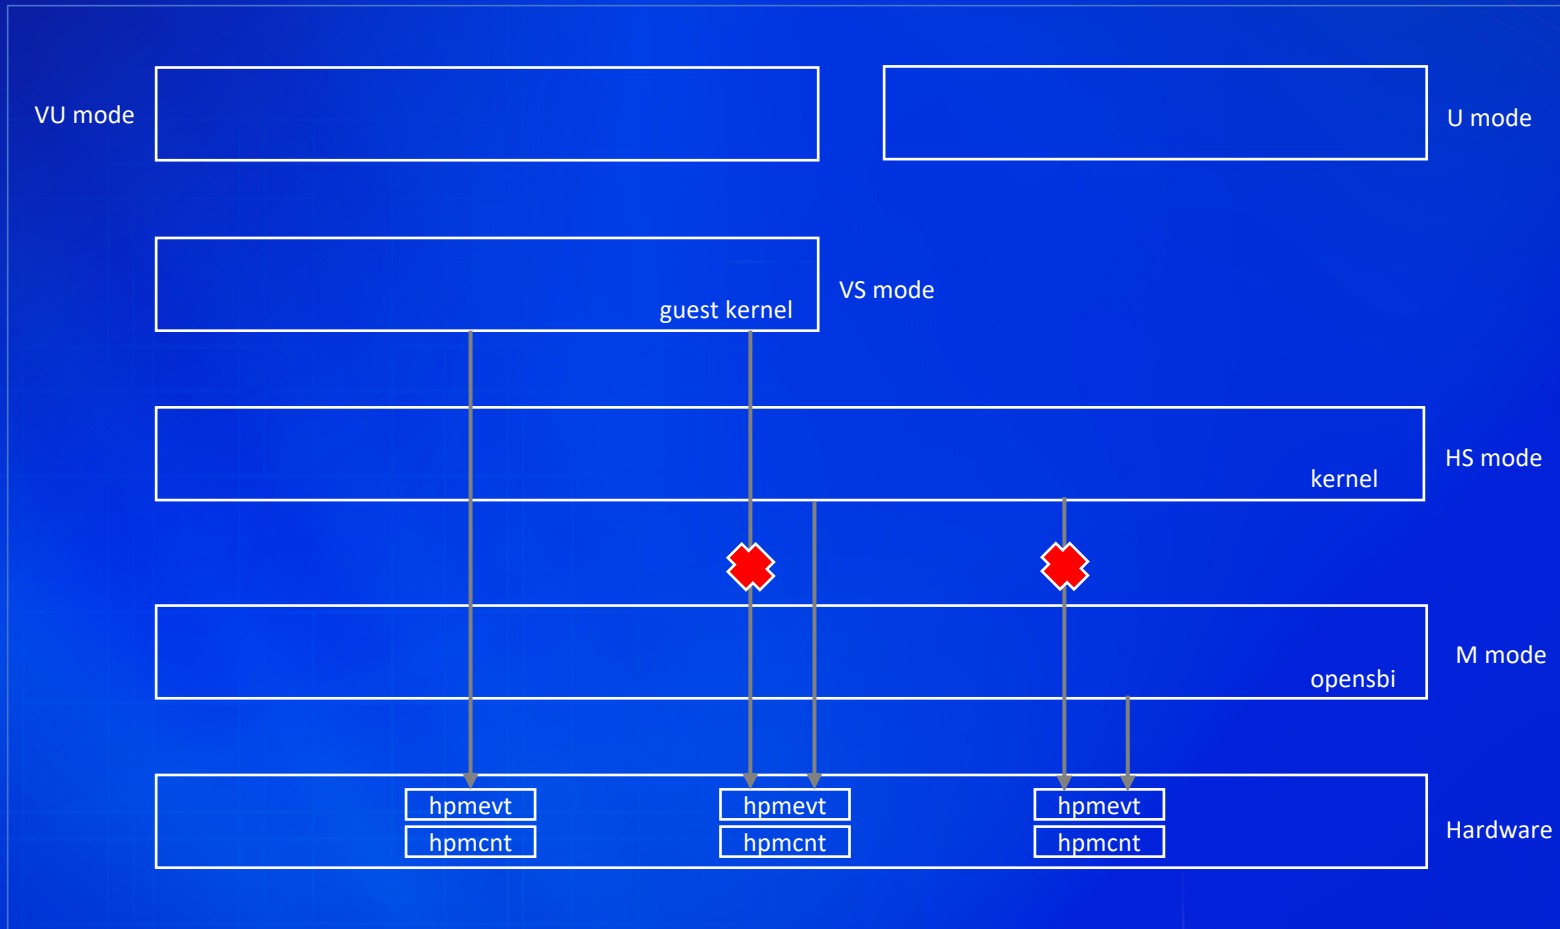 VU mode
U mode
guest kernel
VS mode
kernel
HS mode
opensbi
M mode
hpmevt
hpmevt
hpmevt
hpmcnt
hpmcnt
hpmcnt
Hardware